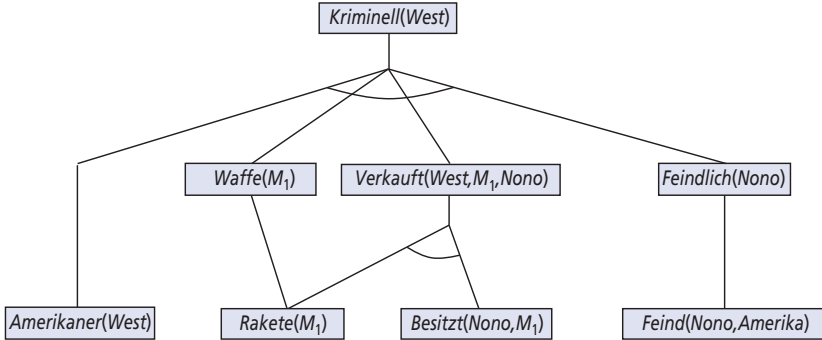 Kriminell(West)
Waffe(M₁)
Verkauft(West,M₁,Nono)
Feindlich(Nono)
Amerikaner(West)
Rakete(M₁)
Besitzt(Nono,M₁)
Feind(Nono,Amerika)